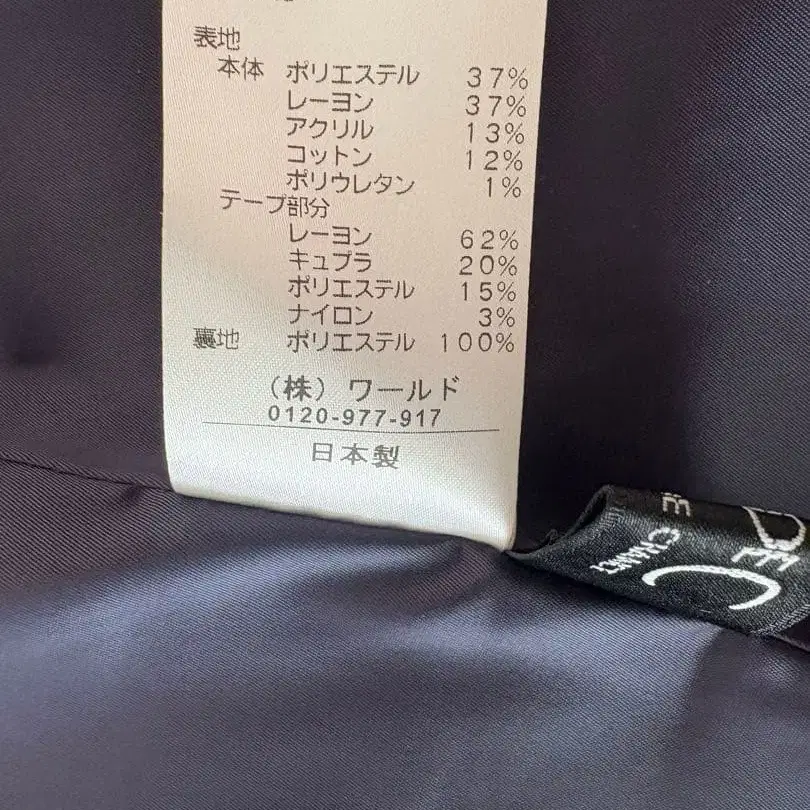 表地
本体 ポリエステル 37%
レーヨン 37%
アクリル 13%
コットン 12%
ポリウレタン 1%
テープ部分
レーヨン 62%
キュプラ 20%
ポリエステル 15%
ナイロン 3%
裏地 ポリエステル 100%
(株) ワールド
0120-977-917
日本製